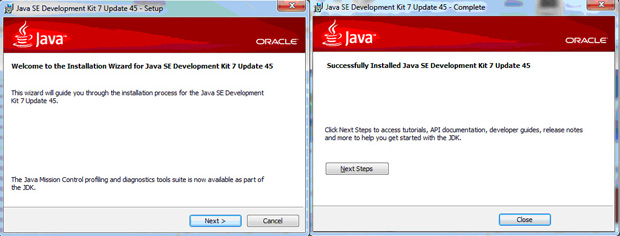 Java SE Development Kit 7 Update 45 - Setup
Java™
ORACLE
Welcome to the Installation Wizard for Java SE Development Kit 7 Update 45
This wizard will guide you through the installation process for the Java SE Development
Kit 7 Update 45.
The Java Mission Control profiling and diagnostics tools suite is now available as part of
the JDK.
Next >
Cancel
Java SE Development Kit 7 Update 45 - Complete
Java™
ORACLE
Successfully Installed Java SE Development Kit 7 Update 45
Click Next Steps to access tutorials, API documentation, developer guides, release notes
and more to help you get started with the JDK.
Next Steps
Close